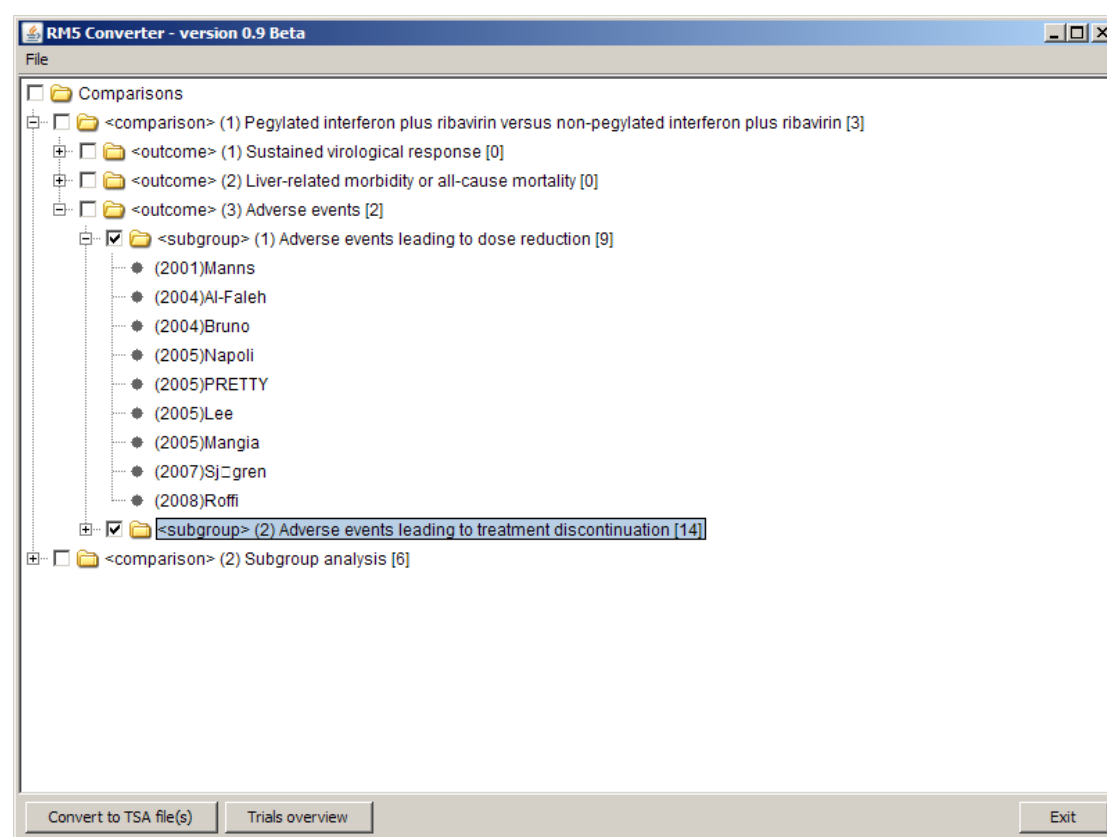 RM5 Converter - version 0.9 Beta
File
Comparisons
<comparison> (1) Pegylated interferon plus ribavirin versus non-pegylated interferon plus ribavirin [3]
<outcome> (1) Sustained virological response [0]
<outcome> (2) Liver-related morbidity or all-cause mortality [0]
<outcome> (3) Adverse events [2]
<subgroup> (1) Adverse events leading to dose reduction [9]
(2001)Manns
(2004)Al-Faleh
(2004)Bruno
(2005)Napoli
(2005)PRETTY
(2005)Lee
(2005)Mangia
(2007)Sj□gren
(2008)Roffi
<subgroup> (2) Adverse events leading to treatment discontinuation [14]
<comparison> (2) Subgroup analysis [6]
Convert to TSA file(s) Trials overview Exit